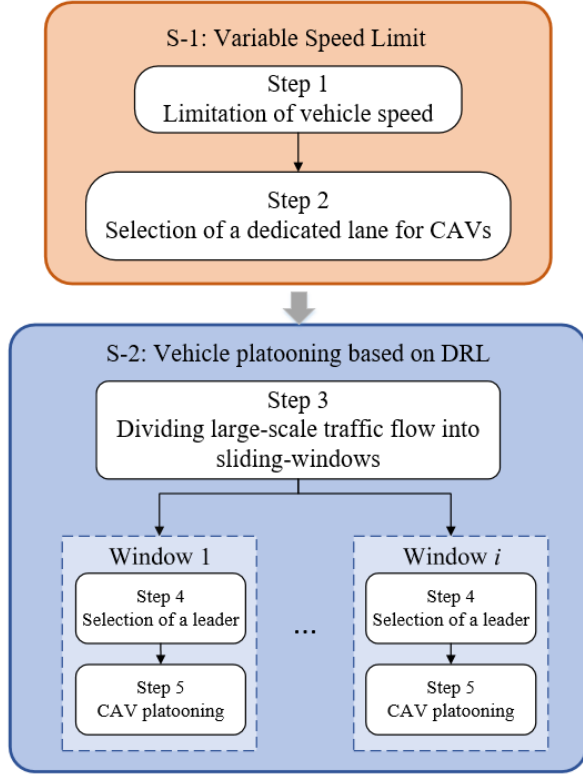 S-1: Variable Speed Limit
Step 1
Limitation of vehicle speed
Step 2
Selection of a dedicated lane for CAVs
S-2: Vehicle platooning based on DRL
Step 3
Dividing large-scale traffic flow into
sliding-windows
Window 1
Step 4
Selection of a leader
Step 5
CAV platooning
...
Window i
Step 4
Selection of a leader
Step 5
CAV platooning